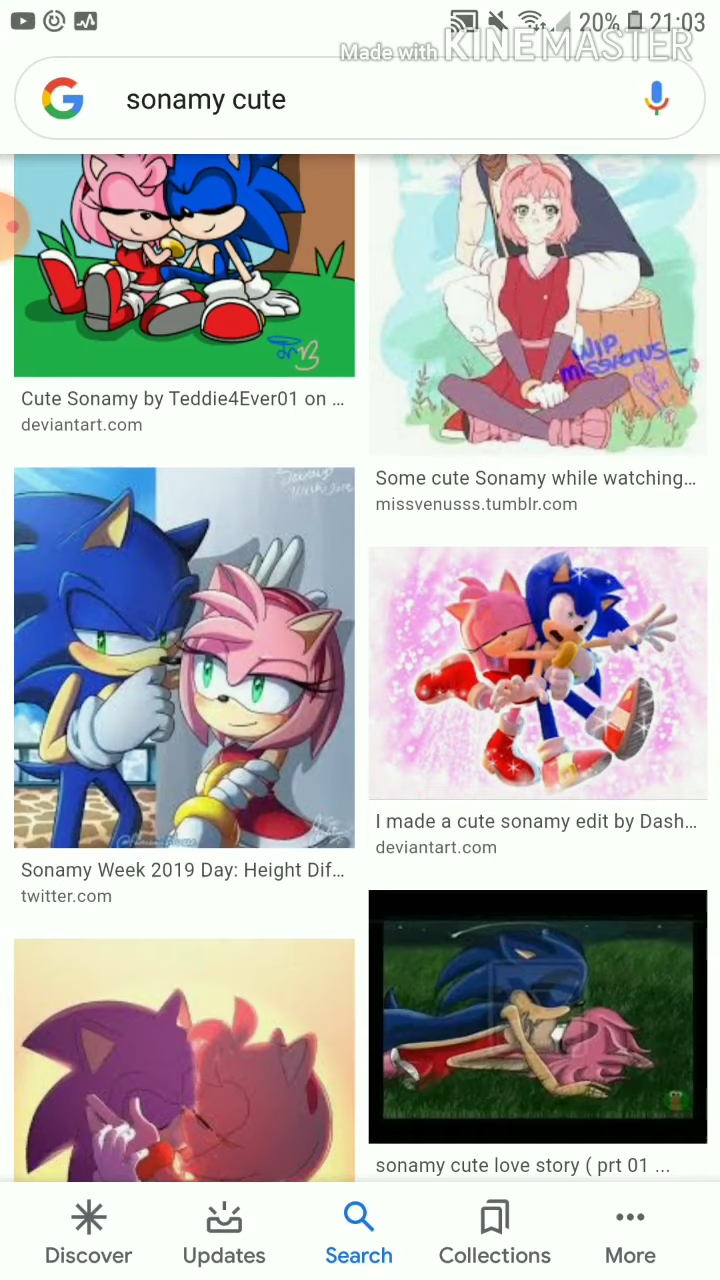 20% 21:03
Made with KINEMASTER
sonamy cute
WIP
missvenus
Cute Sonamy by Teddie4Ever01 on ...
deviantart.com
Some cute Sonamy while watching...
missvenusss.tumblr.com
I made a cute sonamy edit by Dash...
deviantart.com
Sonamy Week 2019 Day: Height Dif...
twitter.com
sonamy cute love story ( prt 01 ...
Discover Updates Search Collections More